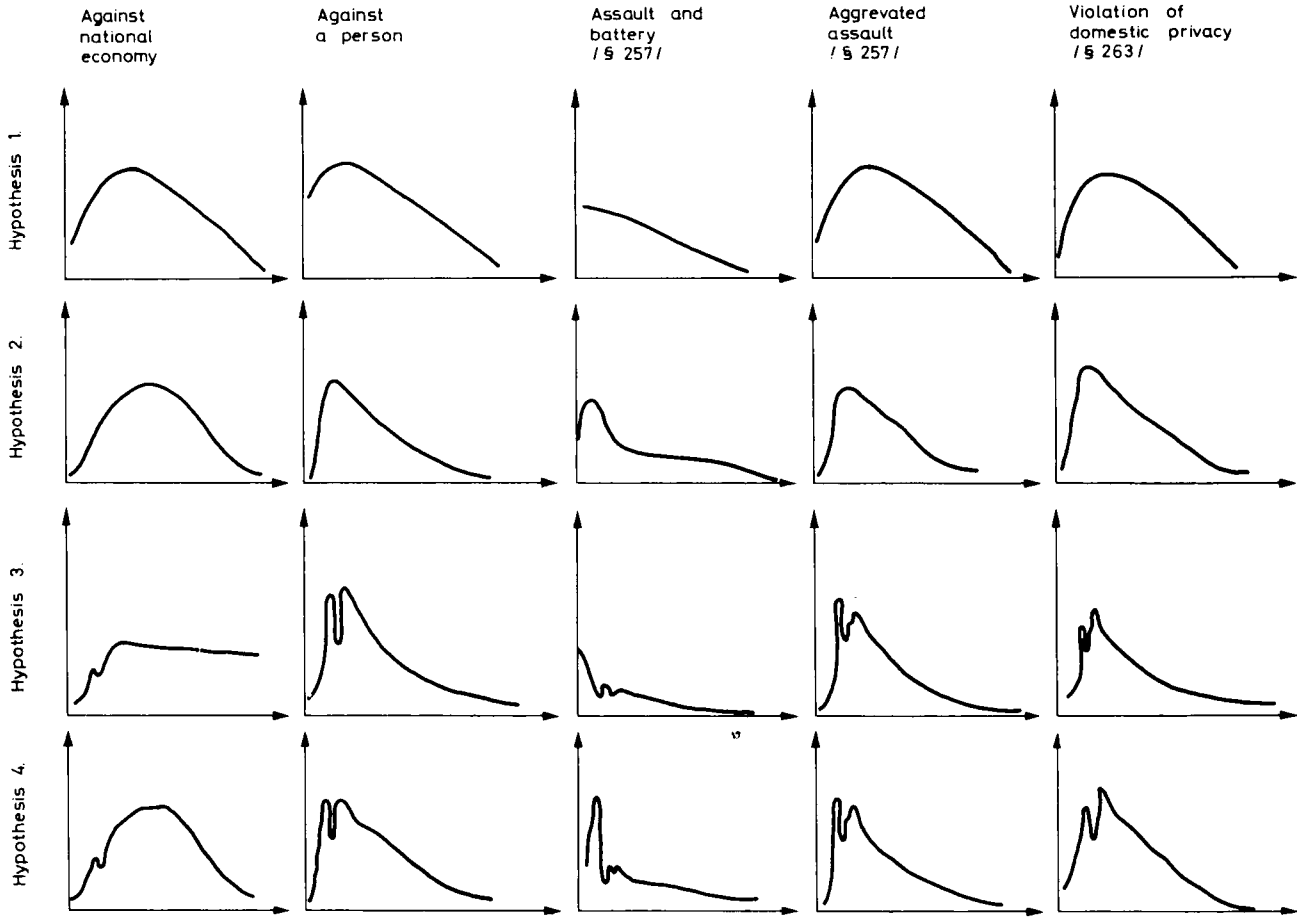 Against
national
economy
Against
a person
Assault and
battery
/ § 257 /
Aggrevated
assault
/ § 257 /
Violation of
domestic privacy
/ § 263 /
Hypothesis 1.
Hypothesis 2.
Hypothesis 3.
Hypothesis 4.